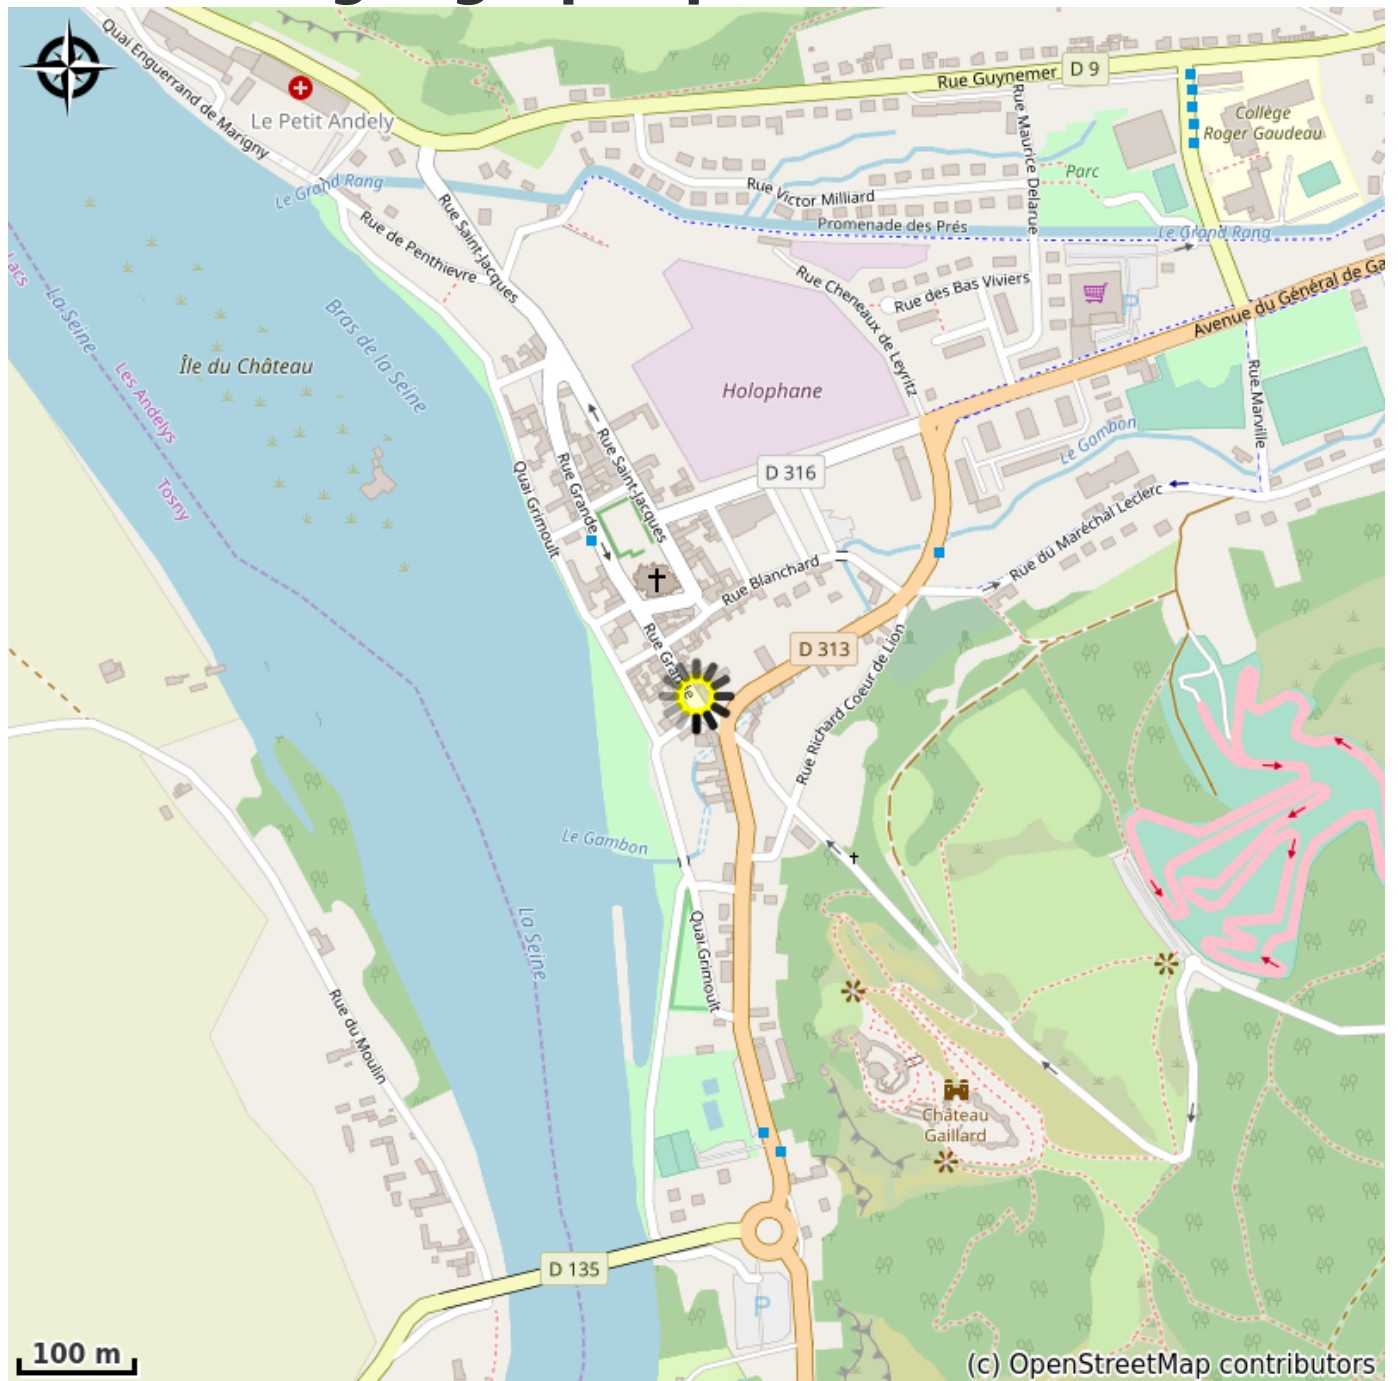 Quai Enguerrand de Marigny
Le Petit Andely
Rue Guynemer
D 9
Collège
Roger Gaudeau
Rue Maurice Delarue
Parc
Le Grand Rang
Rue Victor Milliard
Promenade des Prés
Le Grand Rang
Rue de Penthievre
Rue Saint-Jacques
Rue Cheneaux de Leyritz
Rue des Bas Viviers
P
Avenue du Général de Ga
Lacs
La Seine
Bras de la Seine
Île du Château
Les Andelys
Tosny
Holophane
Rue Marville
Le Gambon
Rue Saint-Jacques
Rue Grande
Quai Grimoult
D 316
Rue du Maréchal Leclerc
Rue Blanchard
Rue Grande
D 313
Rue Richard Coeur de Lion
Le Gambon
La Seine
Quai Grimoult
Rue du Moulin
Château
Gaillard
D 135
P
100 m
(c) OpenStreetMap contributors